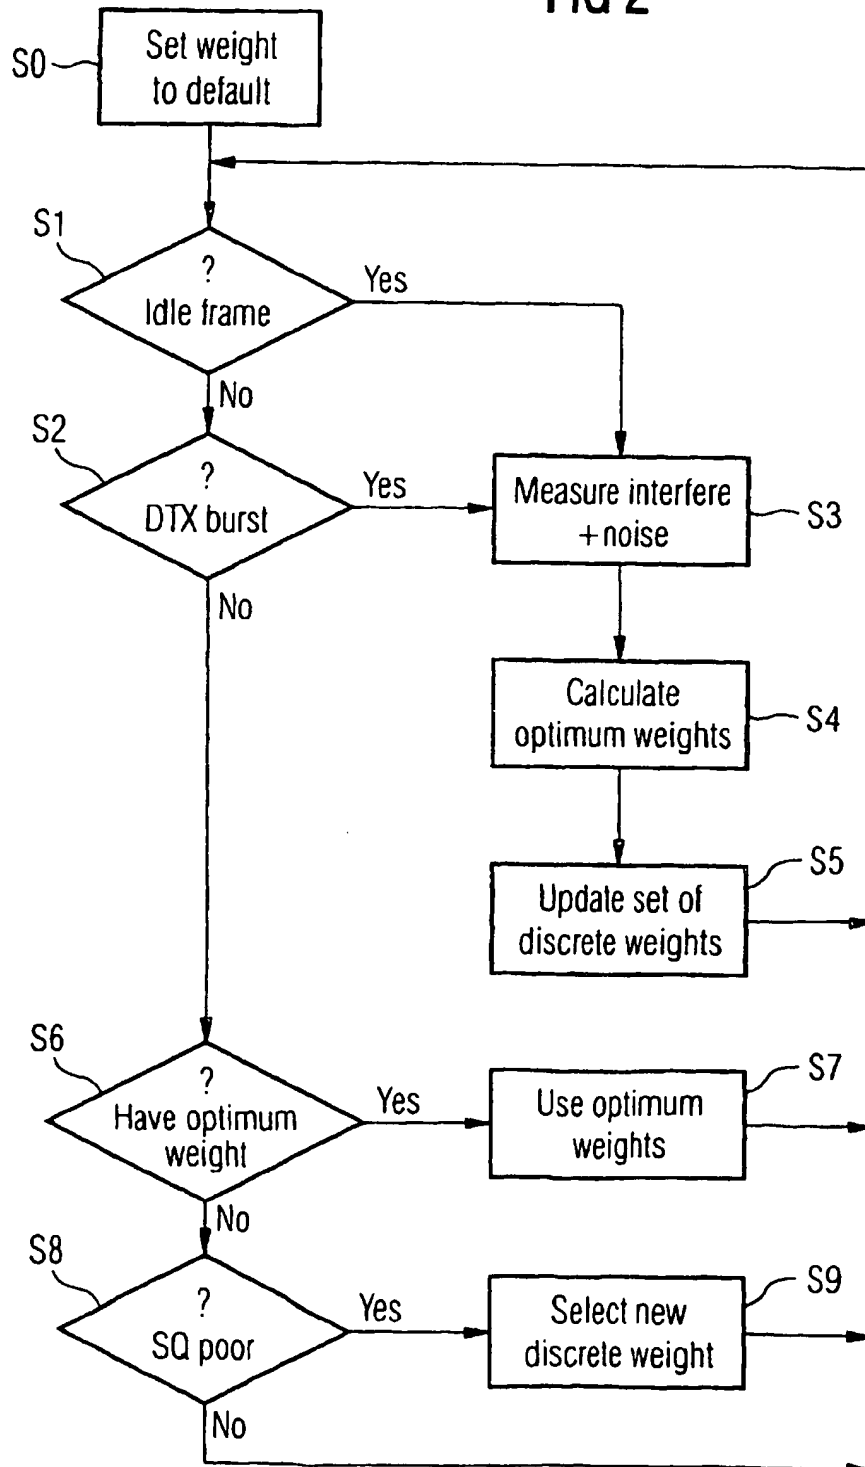 FIG 2
Set weight
to default
S0
S1
?
Idle frame
Yes
No
S2
?
DTX burst
Yes
No
Measure interfere
+noise
S3
Calculate
optimum weights
S4
Update set of
discrete weights
S5
S6
?
Have optimum
weight
Yes
No
Use optimum
weights
S7
S8
?
SQ poor
Yes
No
Select new
discrete weight
S9